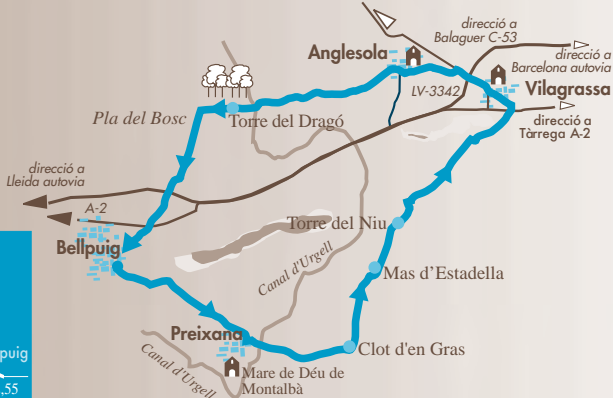 direcció a
Balaguer C-53
Anglesola
direcció a
Barcelona autovia
LV-3342
Vilagrassa
Pla del Bosc
Torre del Dragó
direcció a
Tàrrega A-2
direcció a
Lleida autovia
A-2
Torre del Niu
Bellpuig
Canal d'Urgell
Mas d'Estadella
Preixana
Clot d'en Gras
Canal d'Urgell
Mare de Déu de
Montalbà
puig
,55